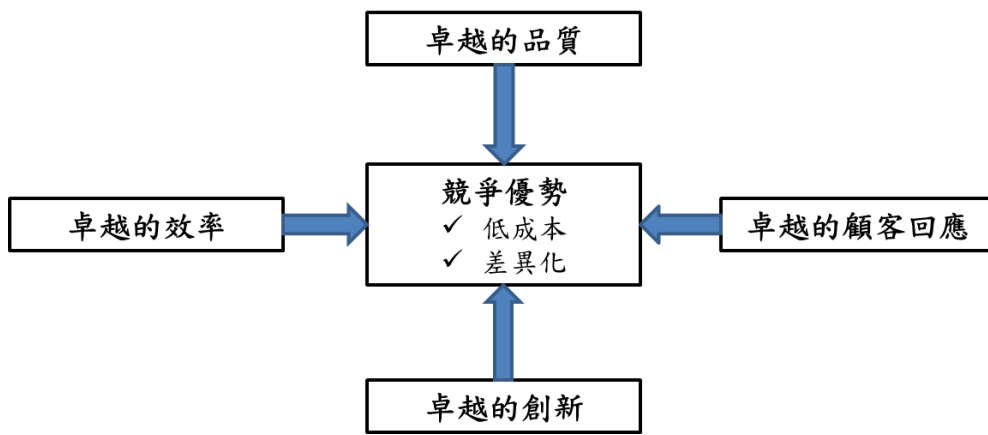 卓越的品質
競爭優勢
✓ 低成本
✓ 差異化
卓越的效率
卓越的顧客回應
卓越的創新